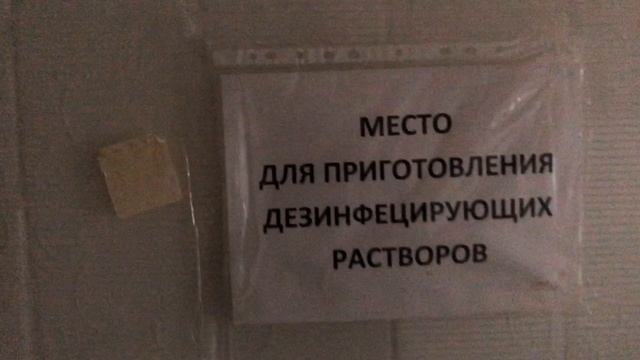 МЕСТО
ДЛЯ ПРИГОТОВЛЕНИЯ
ДЕЗИНФЕЦИРУЮЩИХ
РАСТВОРОВ